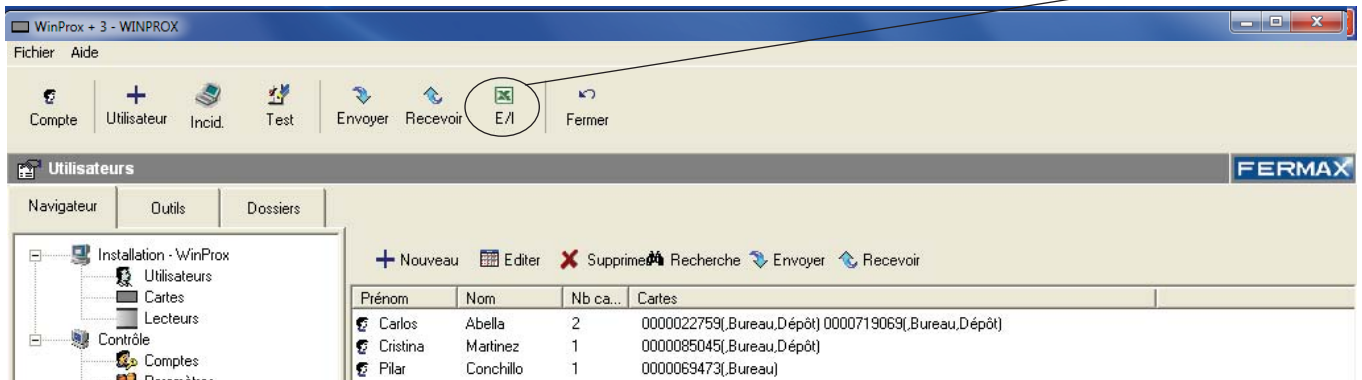 WinProx + 3 - WINPROX
Fichier Aide
Compte Utilisateur Incid. Test Envoyer Recevoir E/I Fermer
Utilisateurs FERMAX
Navigateur Outils Dossiers
Installation - WinProx
Utilisateurs
Cartes
Lecteurs
Contrôle
Comptes
Paramètres
Nouveau Editer Supprime Recherche Envoyer Recevoir
Prénom Nom Nb ca... Cartes
Carlos Abella 2 0000022759(,Bureau,Dépôt) 0000719069(,Bureau,Dépôt)
Cristina Martinez 1 0000085045(,Bureau,Dépôt)
Pilar Conchillo 1 0000069473(,Bureau)